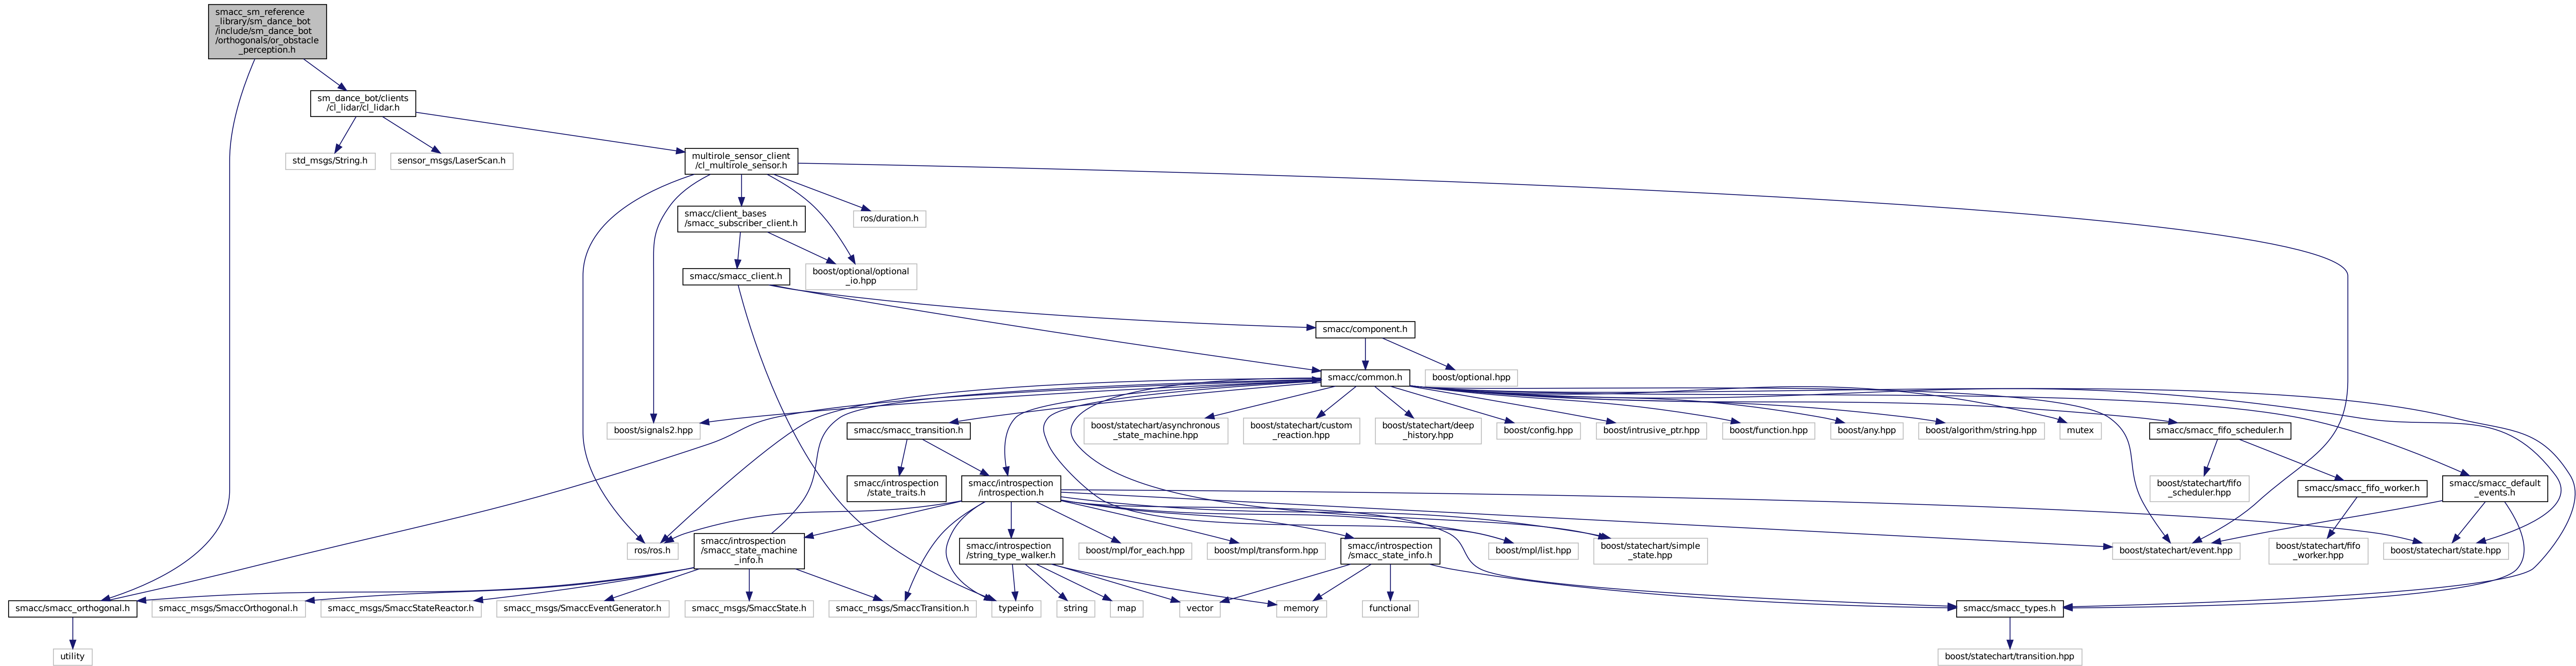 smacc_sm_reference
_library/sm_dance_bot
/include/sm_dance_bot
/orthogonals/or_obstacle
_perception.h
sm_dance_bot/clients
/cl_lidar/cl_lidar.h
std_msgs/String.h
sensor_msgs/LaserScan.h
multirole_sensor_client
/cl_multirole_sensor.h
smacc/client_bases
/smacc_subscriber_client.h
ros/duration.h
smacc/smacc_client.h
boost/optional/optional
_io.hpp
smacc/component.h
smacc/common.h
boost/optional.hpp
boost/signals2.hpp
smacc/smacc_transition.h
boost/statechart/asynchronous
_state_machine.hpp
boost/statechart/custom
_reaction.hpp
boost/statechart/deep
_history.hpp
boost/config.hpp
boost/intrusive_ptr.hpp
boost/function.hpp
boost/any.hpp
boost/algorithm/string.hpp
mutex
smacc/smacc_fifo_scheduler.h
smacc/introspection
/state_traits.h
smacc/introspection
/introspection.h
boost/statechart/fifo
_scheduler.hpp
smacc/smacc_fifo_worker.h
smacc/smacc_default
_events.h
ros/ros.h
smacc/introspection
/smacc_state_machine
_info.h
smacc/introspection
/string_type_walker.h
boost/mpl/for_each.hpp
boost/mpl/transform.hpp
smacc/introspection
/smacc_state_info.h
boost/mpl/list.hpp
boost/statechart/simple
_state.hpp
boost/statechart/event.hpp
boost/statechart/fifo
_worker.hpp
boost/statechart/state.hpp
smacc/smacc_orthogonal.h
smacc_msgs/SmaccOrthogonal.h
smacc_msgs/SmaccStateReactor.h
smacc_msgs/SmaccEventGenerator.h
smacc_msgs/SmaccState.h
smacc_msgs/SmaccTransition.h
typeinfo
string
map
vector
memory
functional
smacc/smacc_types.h
utility
boost/statechart/transition.hpp